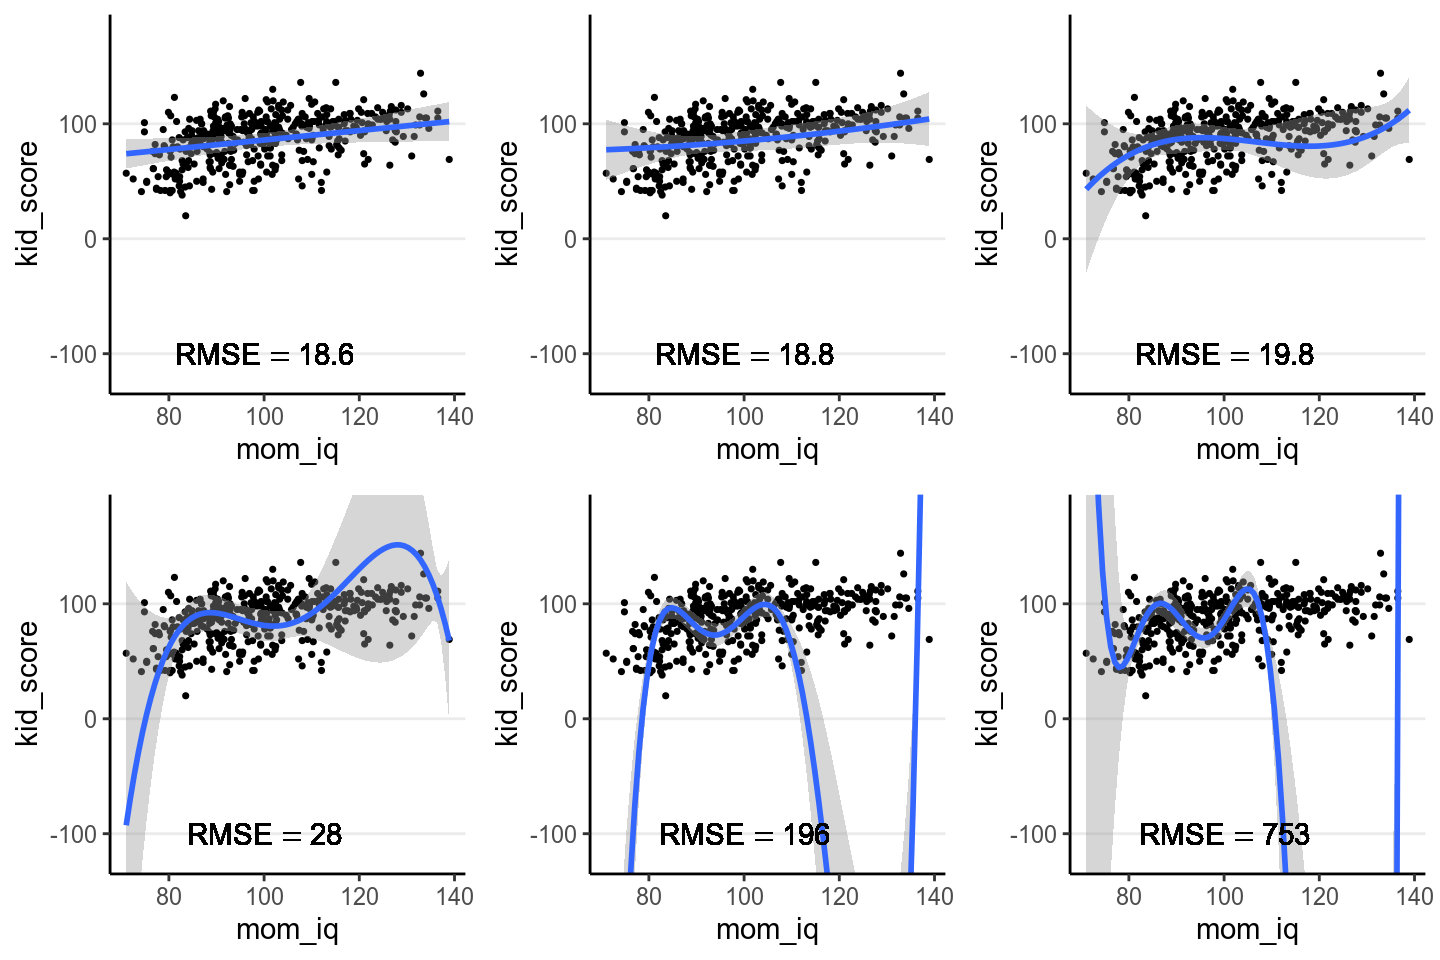 kid_score
100
0
-100
RMSE = 18.6
80 100 120 140
mom_iq
kid_score
100
0
-100
RMSE = 18.8
80 100 120 140
mom_iq
kid_score
100
0
-100
RMSE = 19.8
80 100 120 140
mom_iq
kid_score
100
0
-100
RMSE = 28
80 100 120 140
mom_iq
kid_score
100
0
-100
RMSE = 196
80 100 120 140
mom_iq
kid_score
100
0
-100
RMSE = 753
80 100 120 140
mom_iq